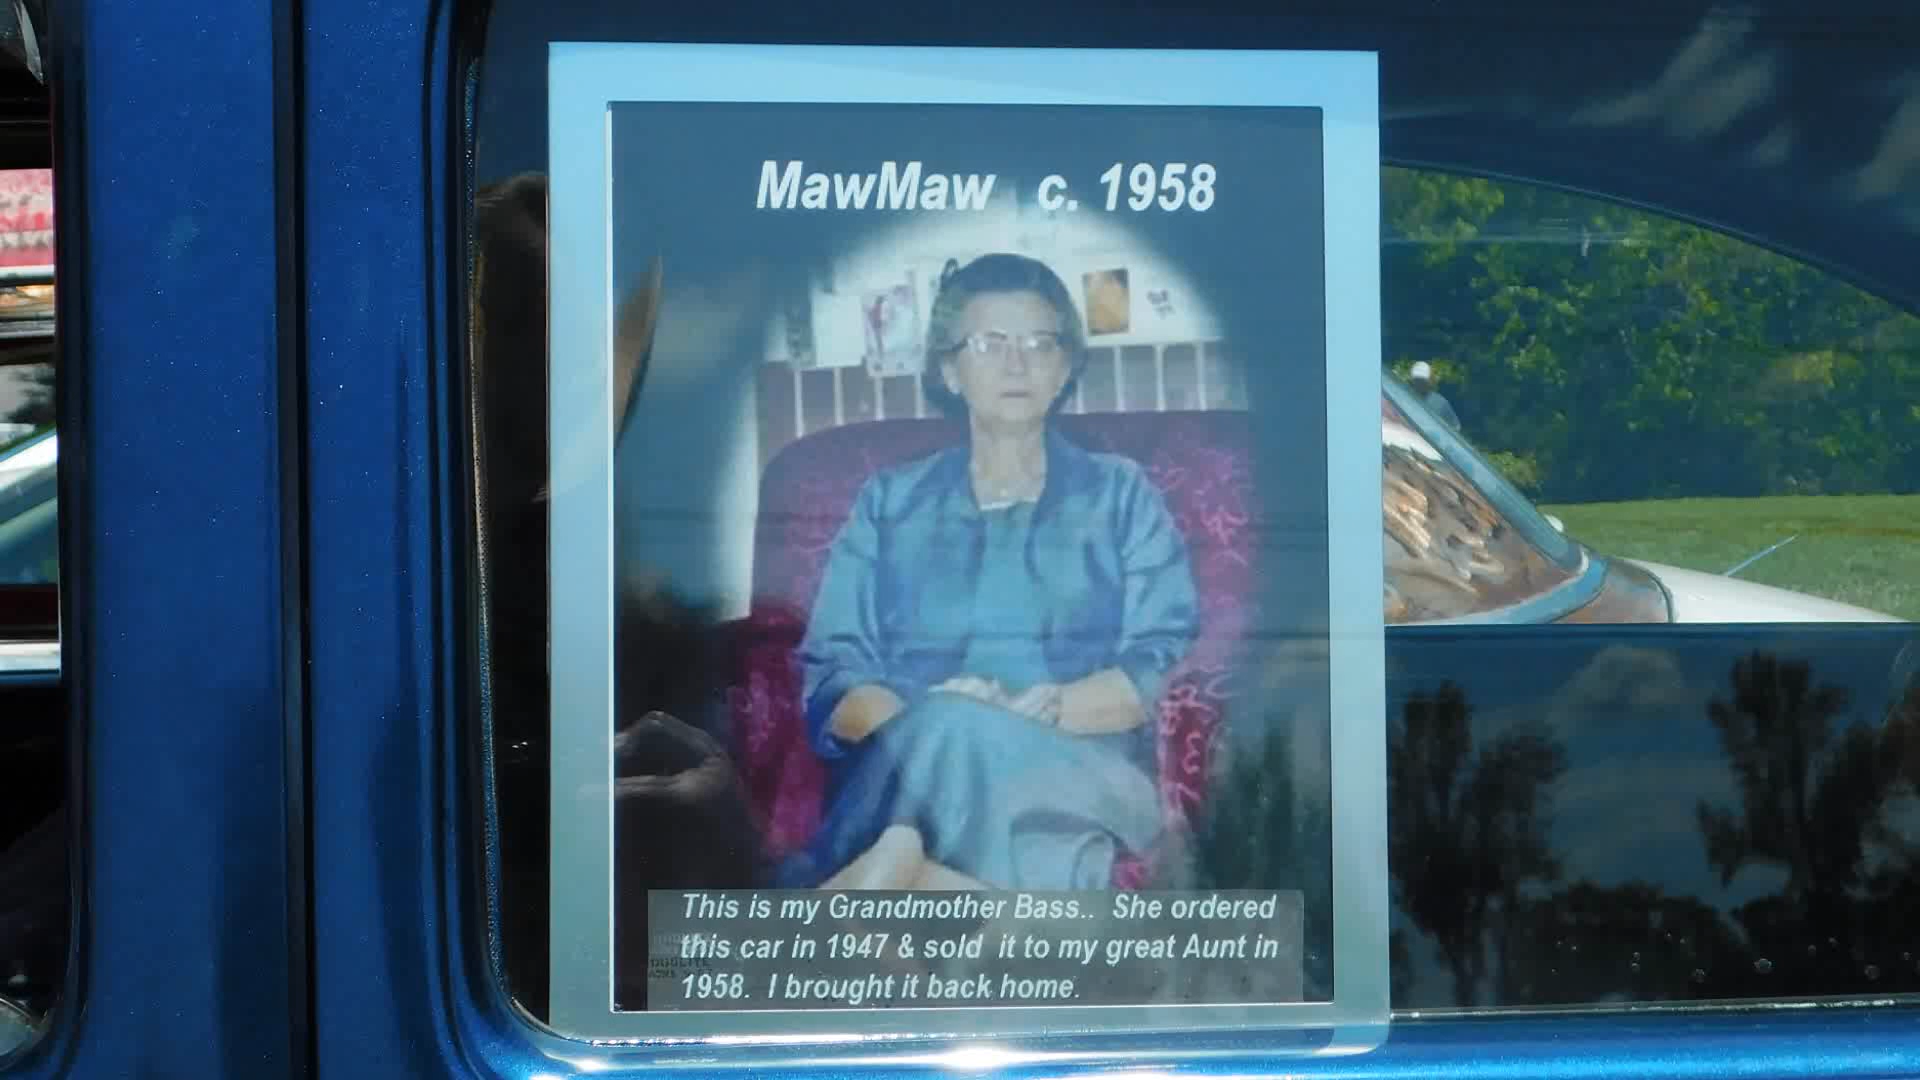 MawMaw c. 1958
This is my Grandmother Bass.. She ordered
this car in 1947 & sold it to my great Aunt in
1958. I brought it back home.